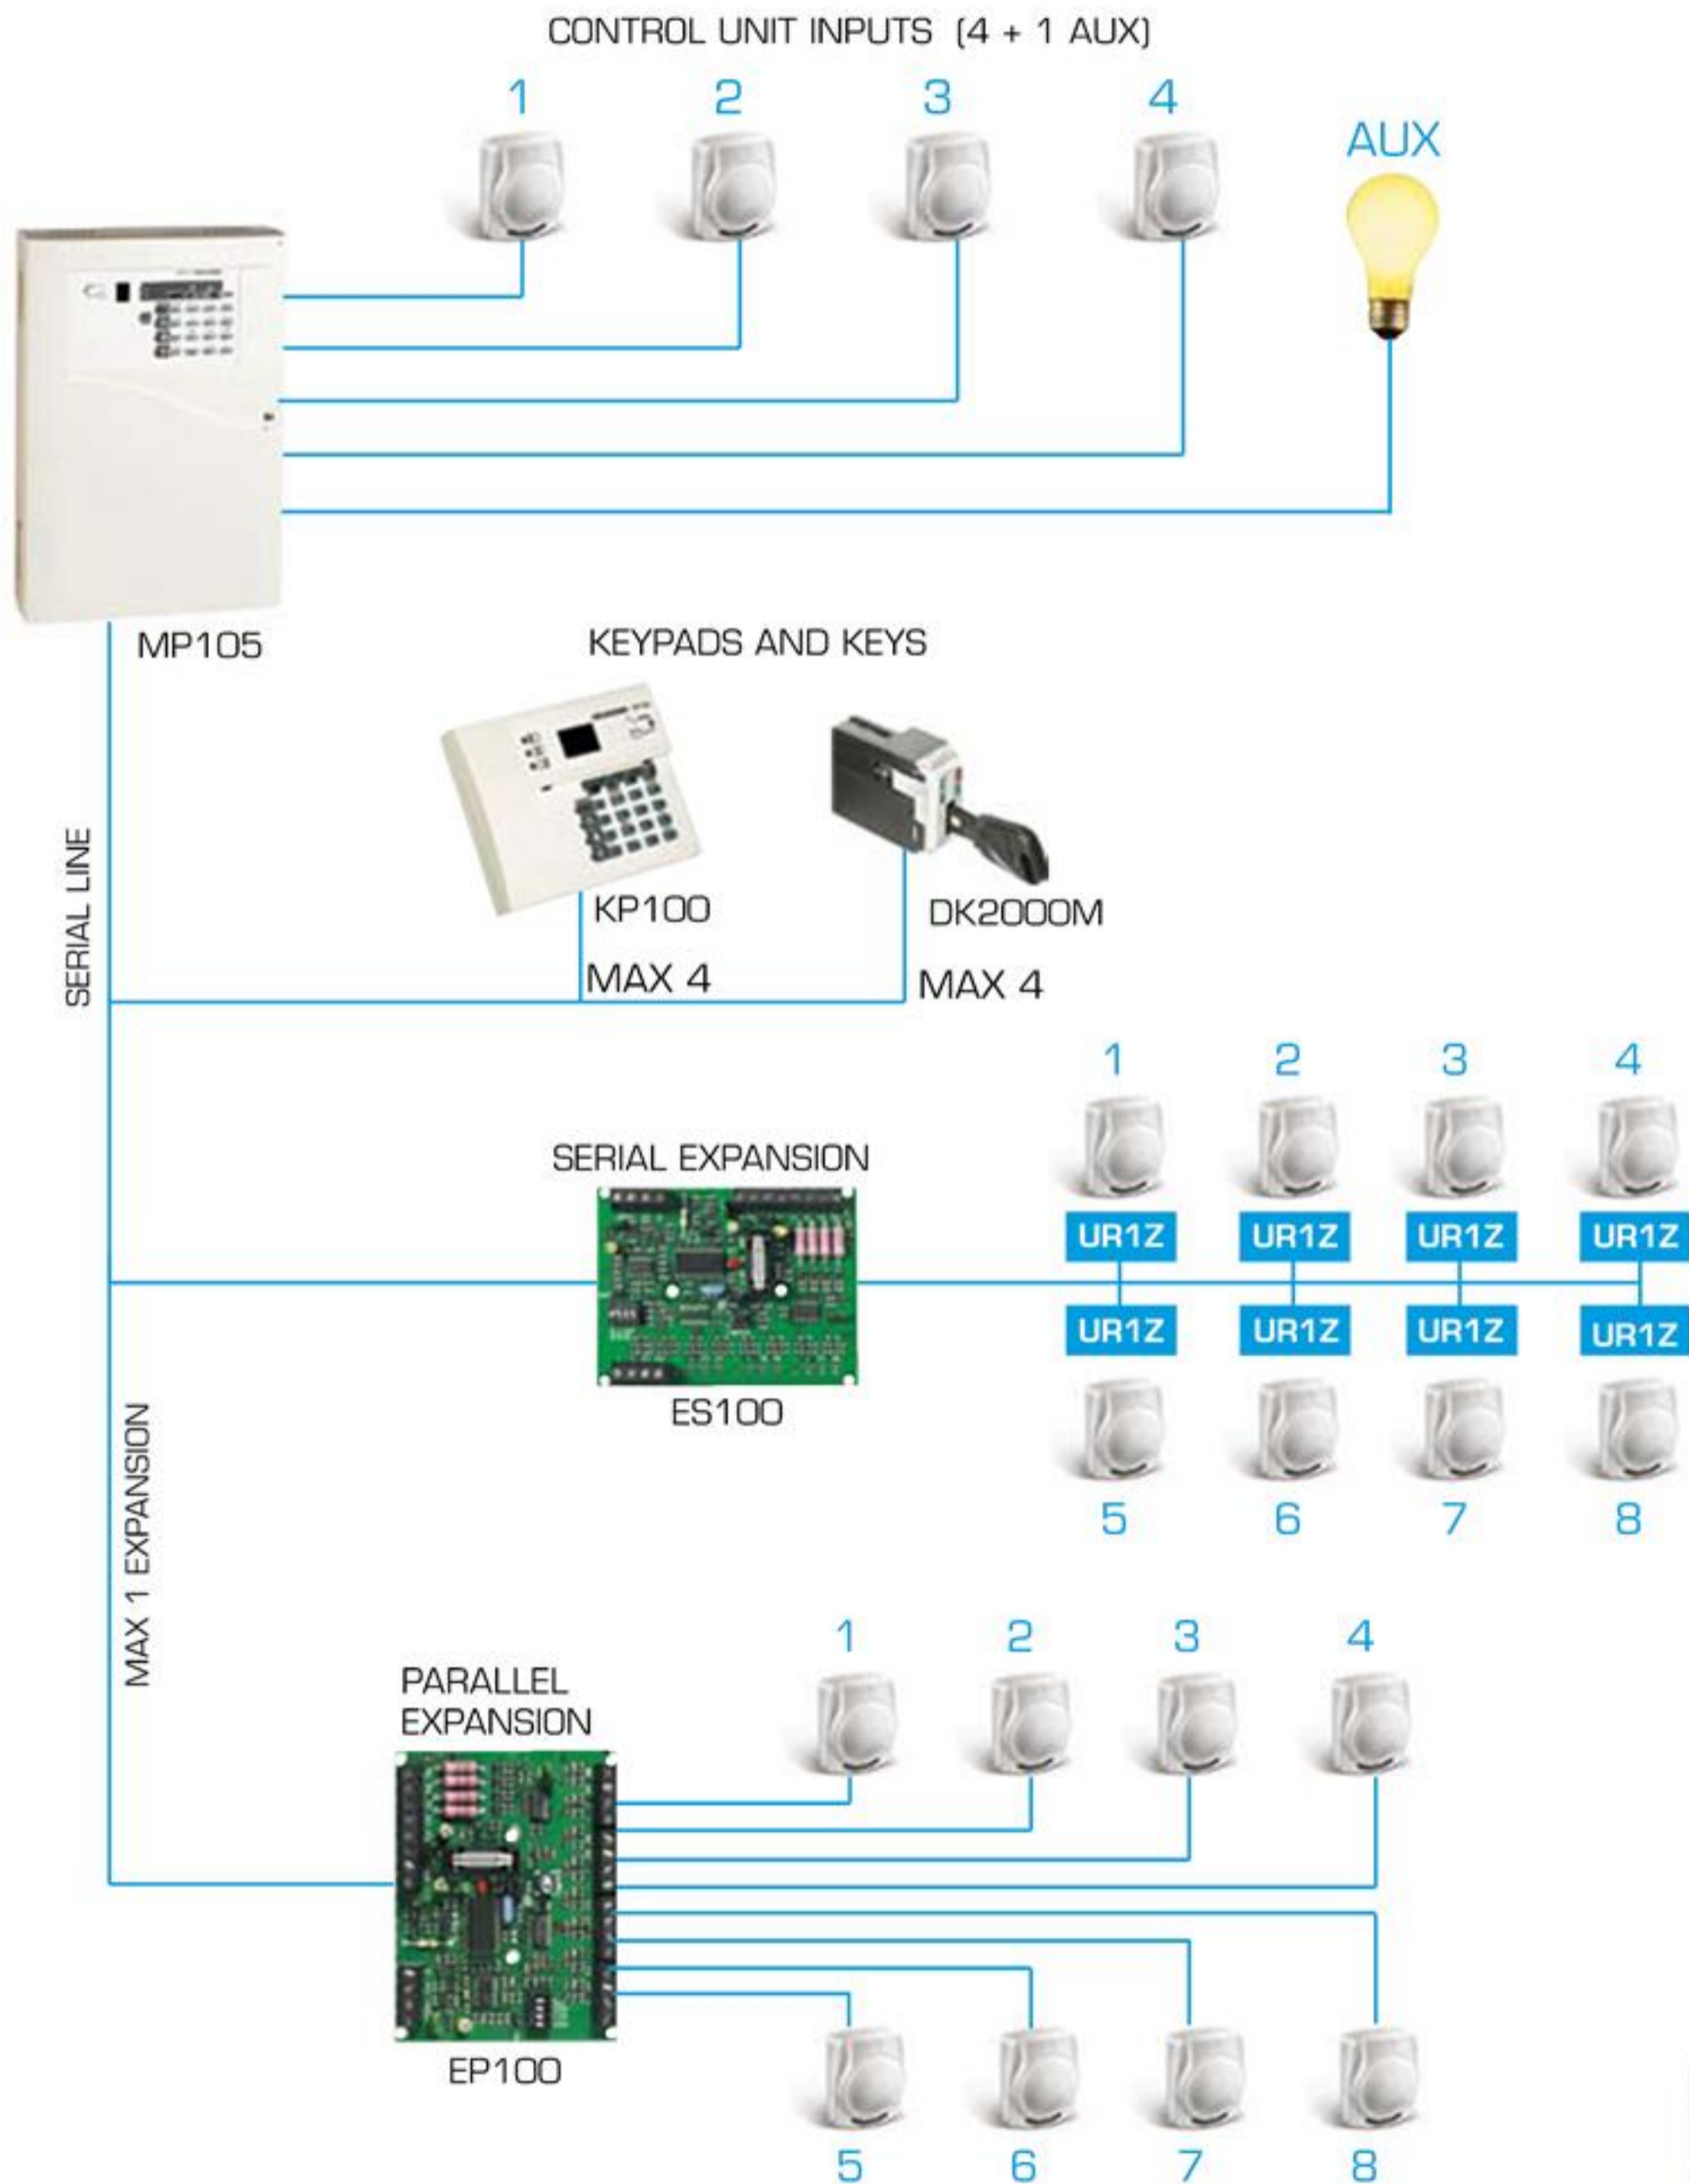 CONTROL UNIT INPUTS (4 + 1 AUX)
1
2
3
4
AUX
MP105
KEYPADS AND KEYS
KP100
DK2000M
MAX 4
MAX 4
SERIAL LINE
1
2
3
4
SERIAL EXPANSION
UR1Z
UR1Z
UR1Z
UR1Z
UR1Z
UR1Z
UR1Z
UR1Z
ES100
5
6
7
8
MAX 1 EXPANSION
PARALLEL
EXPANSION
1
2
3
4
EP100
5
6
7
8